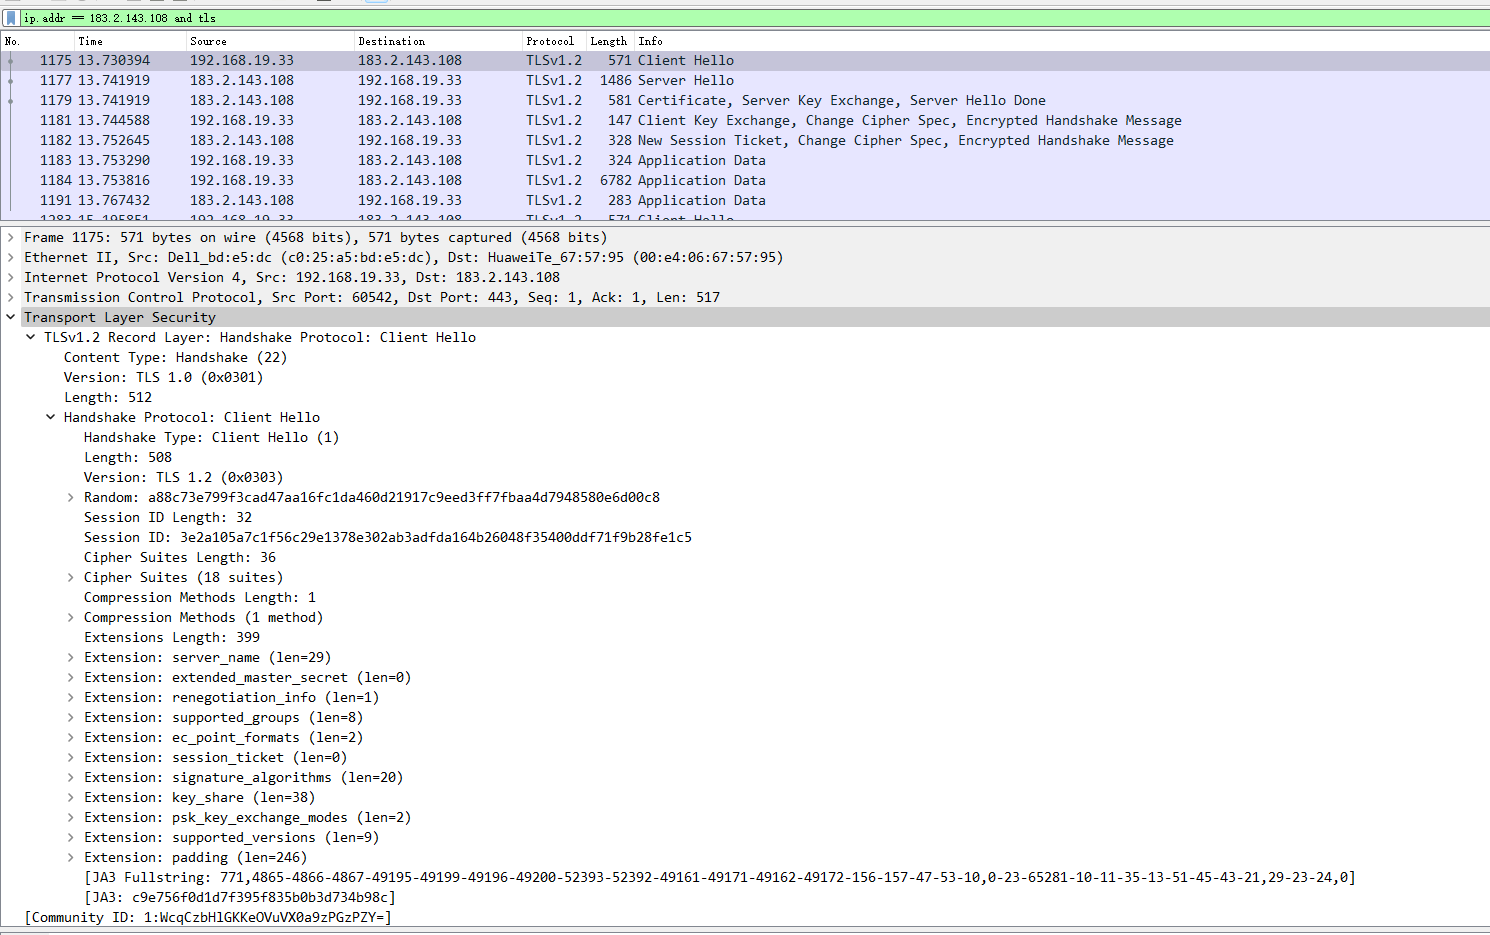 ip.addr == 183.2.143.108 and tls
No. Time Source Destination Protocol Length Info
1175 13.730394 192.168.19.33 183.2.143.108 TLSv1.2 571 Client Hello
1177 13.741919 183.2.143.108 192.168.19.33 TLSv1.2 1486 Server Hello
1179 13.741919 183.2.143.108 192.168.19.33 TLSv1.2 581 Certificate, Server Key Exchange, Server Hello Done
1181 13.744588 192.168.19.33 183.2.143.108 TLSv1.2 147 Client Key Exchange, Change Cipher Spec, Encrypted Handshake Message
1182 13.752645 183.2.143.108 192.168.19.33 TLSv1.2 328 New Session Ticket, Change Cipher Spec, Encrypted Handshake Message
1183 13.753290 192.168.19.33 183.2.143.108 TLSv1.2 324 Application Data
1184 13.753816 192.168.19.33 183.2.143.108 TLSv1.2 6782 Application Data
1191 13.767432 183.2.143.108 192.168.19.33 TLSv1.2 283 Application Data
1283 15.195851 192.168.19.33 183.2.143.108 TLSv1.2 571 Client Hello
Frame 1175: 571 bytes on wire (4568 bits), 571 bytes captured (4568 bits)
Ethernet II, Src: Dell_bd:e5:dc (c0:25:a5:bd:e5:dc), Dst: HuaweiTe_67:57:95 (00:e4:06:67:57:95)
Internet Protocol Version 4, Src: 192.168.19.33, Dst: 183.2.143.108
Transmission Control Protocol, Src Port: 60542, Dst Port: 443, Seq: 1, Ack: 1, Len: 517
Transport Layer Security
TLSv1.2 Record Layer: Handshake Protocol: Client Hello
Content Type: Handshake (22)
Version: TLS 1.0 (0x0301)
Length: 512
Handshake Protocol: Client Hello
Handshake Type: Client Hello (1)
Length: 508
Version: TLS 1.2 (0x0303)
Random: a88c73e799f3cad47aa16fc1da460d21917c9eed3ff7fbaa4d7948580e6d00c8
Session ID Length: 32
Session ID: 3e2a105a7c1f56c29e1378e302ab3adfda164b26048f35400ddf71f9b28fe1c5
Cipher Suites Length: 36
Cipher Suites (18 suites)
Compression Methods Length: 1
Compression Methods (1 method)
Extensions Length: 399
Extension: server_name (len=29)
Extension: extended_master_secret (len=0)
Extension: renegotiation_info (len=1)
Extension: supported_groups (len=8)
Extension: ec_point_formats (len=2)
Extension: session_ticket (len=0)
Extension: signature_algorithms (len=20)
Extension: key_share (len=38)
Extension: psk_key_exchange_modes (len=2)
Extension: supported_versions (len=9)
Extension: padding (len=246)
[JA3 Fullstring: 771,4865-4866-4867-49195-49199-49196-49200-52393-52392-49161-49171-49162-49172-156-157-47-53-10,0-23-65281-10-11-35-13-51-45-43-21,29-23-24,0]
[JA3: c9e756f0d1d7f395f835b0b3d734b98c]
[Community ID: 1:WcqCzbHlGKKeOVuVX0a9zPGzPZY=]